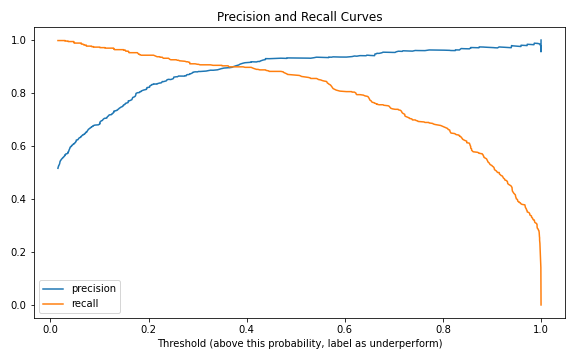 Precision and Recall Curves
1.0
0.8
0.6
0.4
0.2
0.0
precision
recall
0.0 0.2 0.4 0.6 0.8 1.0
Threshold (above this probability, label as underperform)